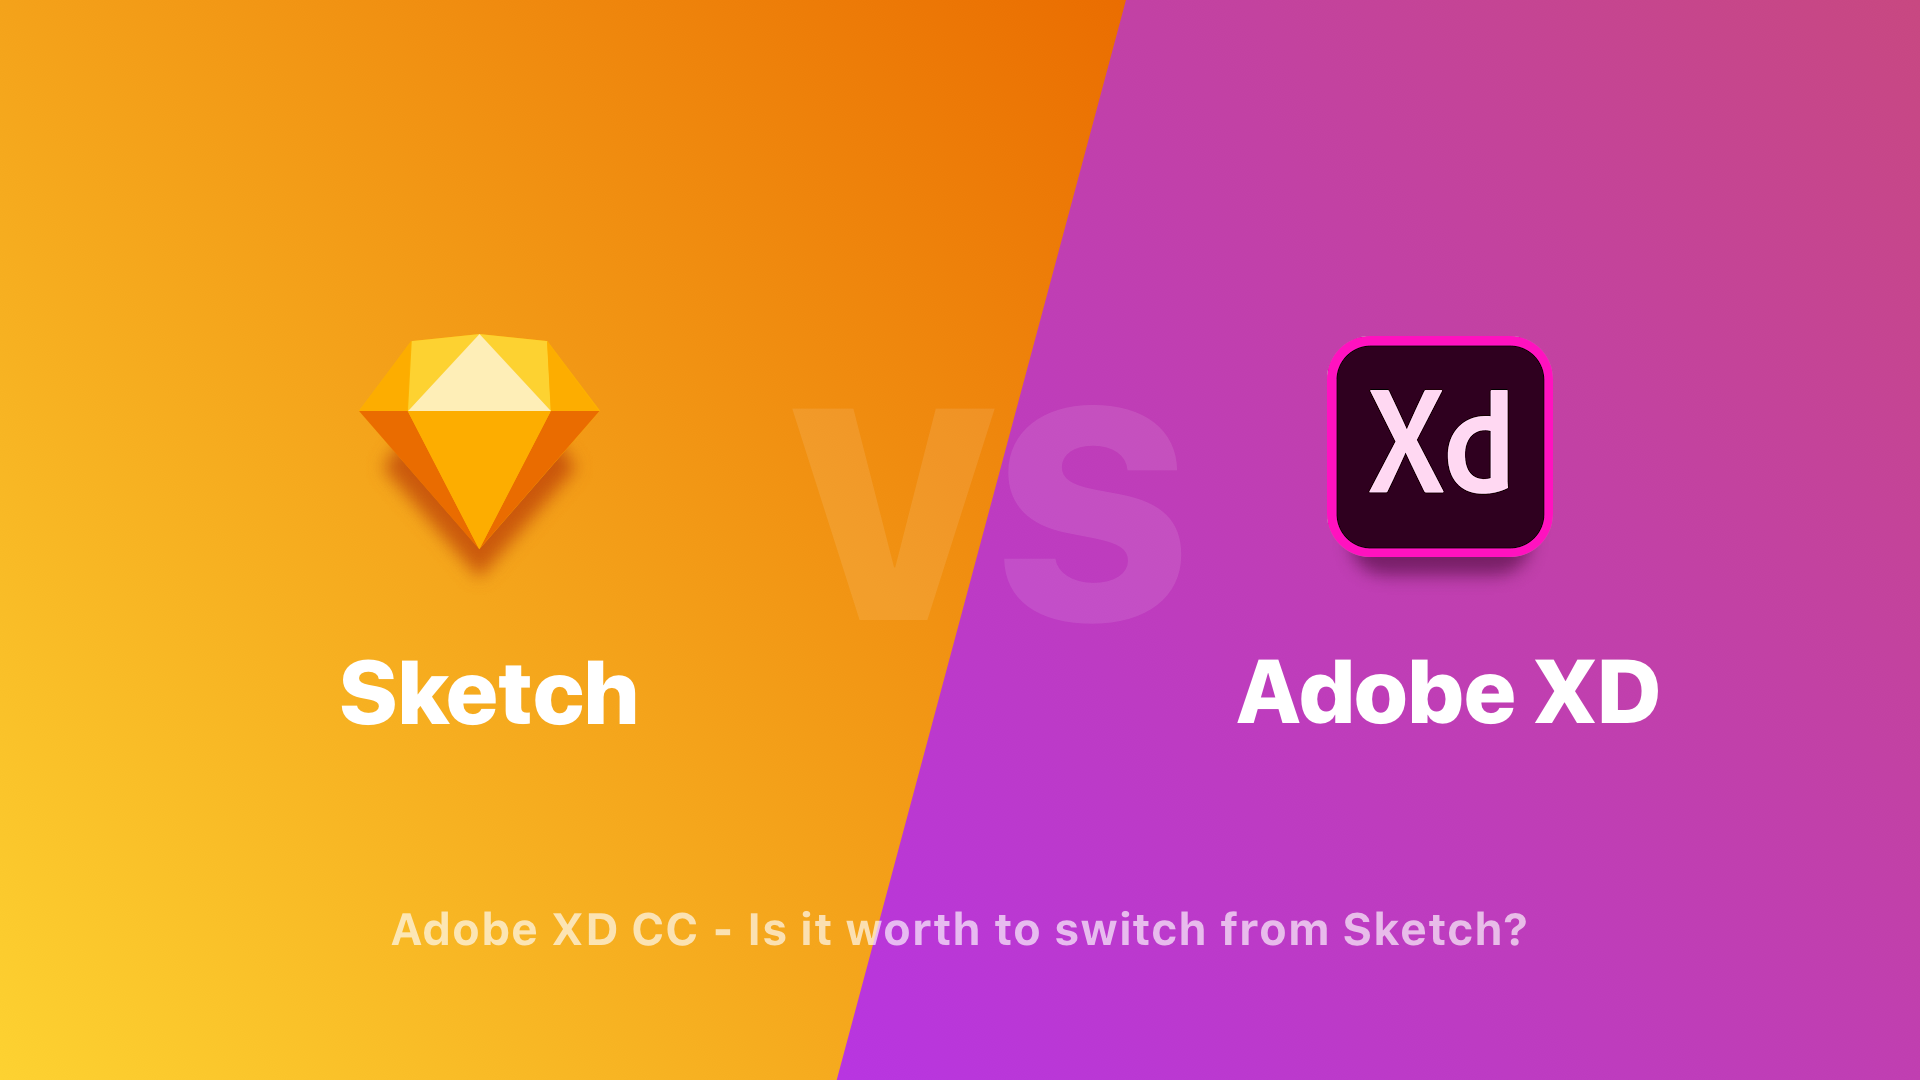 vs
Xd
Sketch
Adobe XD
Adobe XD CC - Is it worth to switch from Sketch?